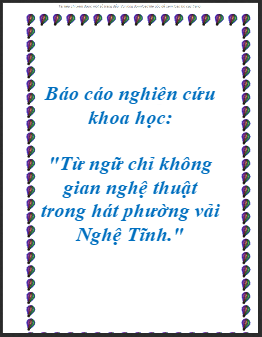 Báo cáo nghiên cứu
khoa học:
"Từ ngữ chỉ không
gian nghệ thuật
trong hát phường vải
Nghệ Tĩnh."